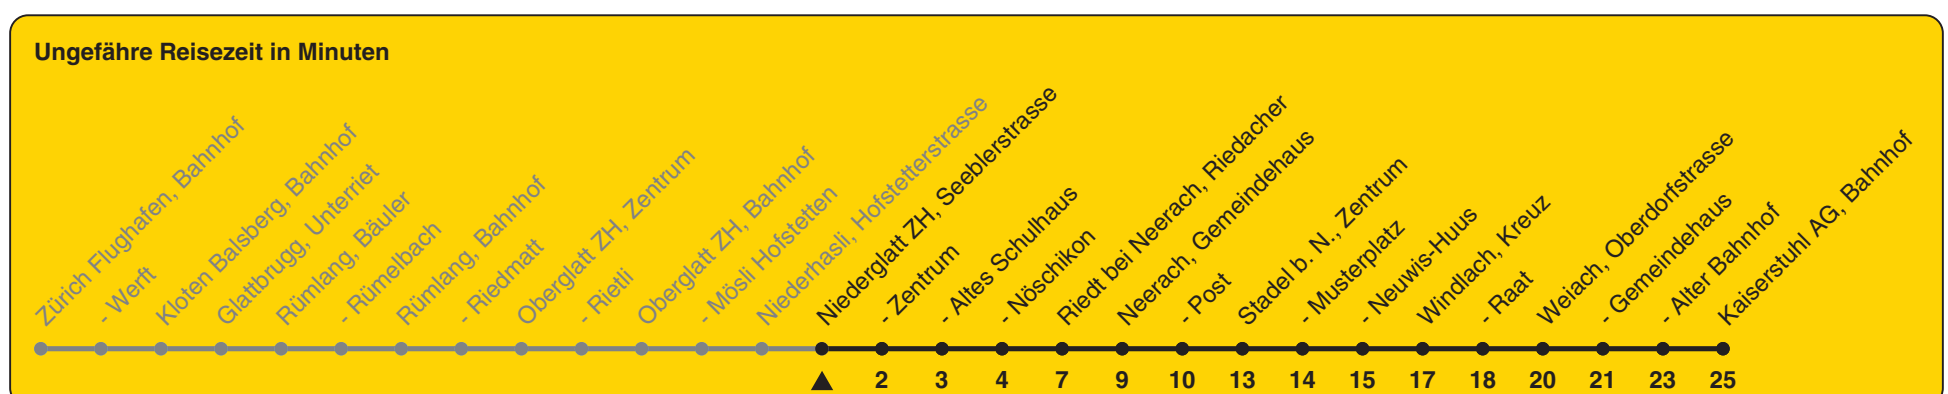 Ungefähre Reisezeit in Minuten
Zürich Flughafen, Bahnhof
- Werft
Kloten Balsberg, Bahnhof
Glattbrugg, Unterriet
Rümlang, Bäuler
- Rümelbach
Rümlang, Bahnhof
- Riedmatt
Oberglatt ZH, Zentrum
- Rietli
Oberglatt ZH, Bahnhof
- Mösli Hofstetten
Niederhasli, Hofstetterstrasse
Niederglatt ZH, Seeblerstrasse
- Zentrum
- Altes Schulhaus
- Nöschikon
Riedt bei Neerach, Riedacher
Neerach, Gemeindehaus
- Post
Stadel b. N., Zentrum
- Musterplatz
- Neuwis-Huus
Windlach, Kreuz
- Raat
Weiach, Oberdorfstrasse
- Gemeindehaus
- Alter Bahnhof
Kaiserstuhl AG, Bahnhof
2 3 4 7 9 10 13 14 15 17 18 20 21 23 25